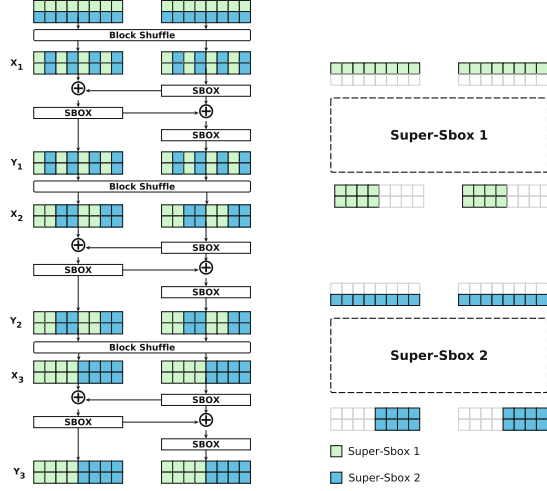 Block Shuffle
X1
SBOX
SBOX
SBOX
Y1
Block Shuffle
X2
SBOX
SBOX
SBOX
Y2
Block Shuffle
X3
SBOX
SBOX
SBOX
Y3
Super-Sbox 1
Super-Sbox 2
Super-Sbox 1
Super-Sbox 2